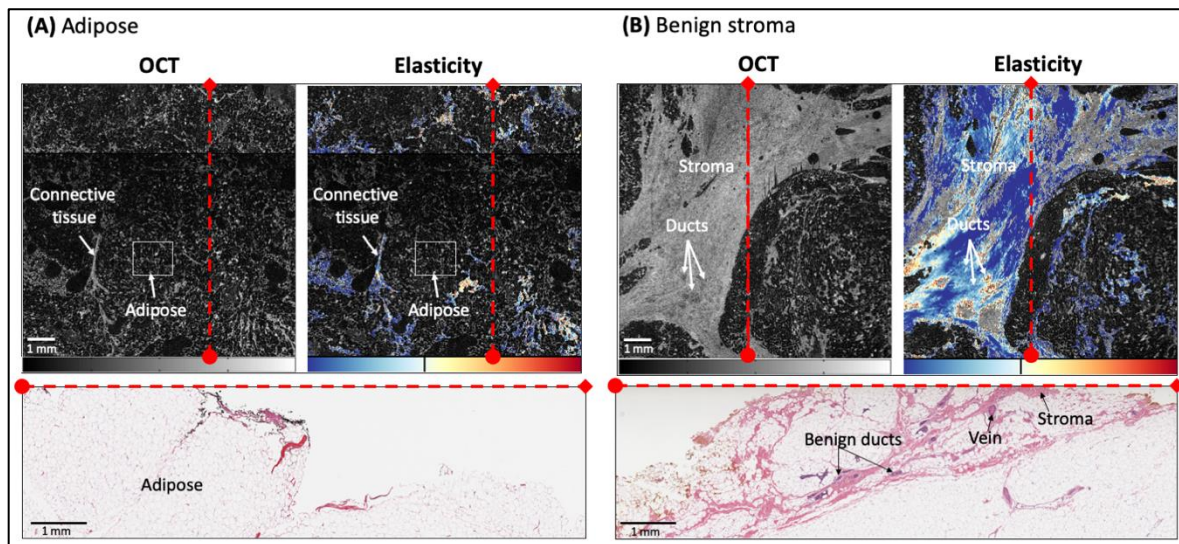 (A) Adipose
OCT
Elasticity
Connective
tissue
Adipose
1 mm
Connective
tissue
Adipose
Adipose
1 mm
(B) Benign stroma
OCT
Elasticity
Stroma
Ducts
1 mm
Stroma
Ducts
Benign ducts
Vein
Stroma
1 mm